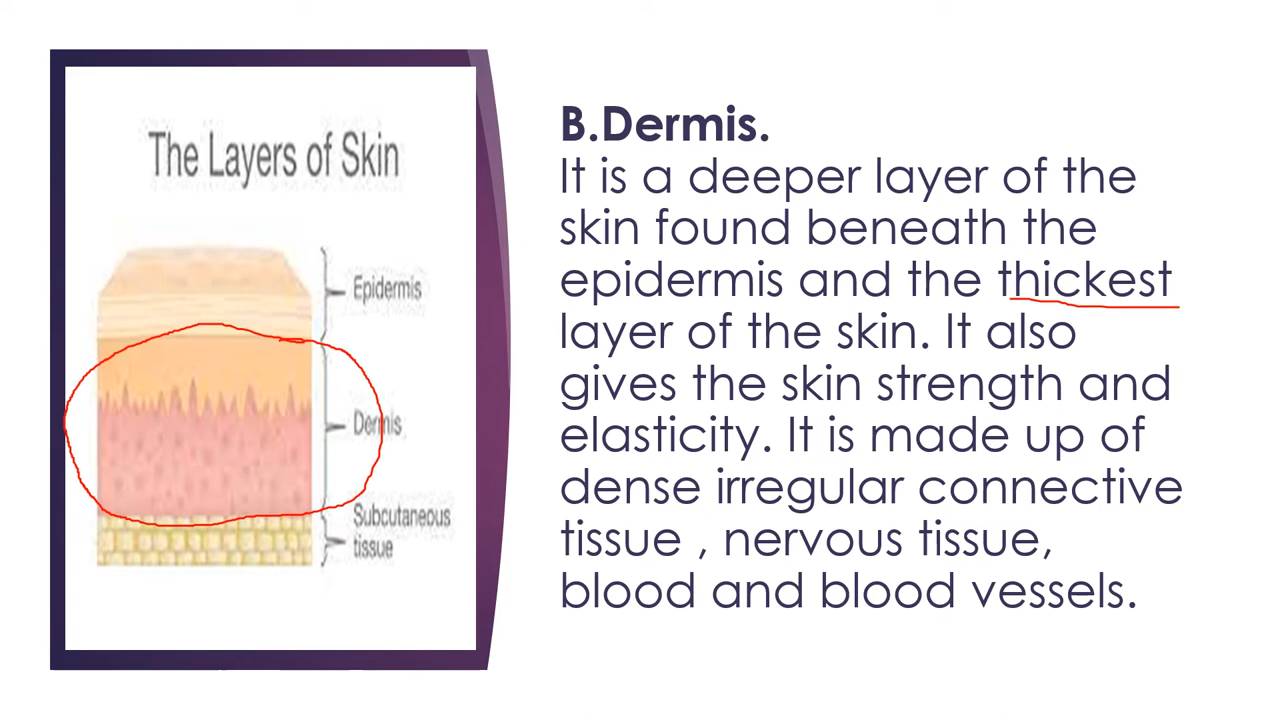 The Layers of Skin
Epidermis
Dermis
Subcutaneous
tissue
B.Dermis.
It is a deeper layer of the
skin found beneath the
epidermis and the thickest
layer of the skin. It also
gives the skin strength and
elasticity. It is made up of
dense irregular connective
tissue , nervous tissue,
blood and blood vessels.